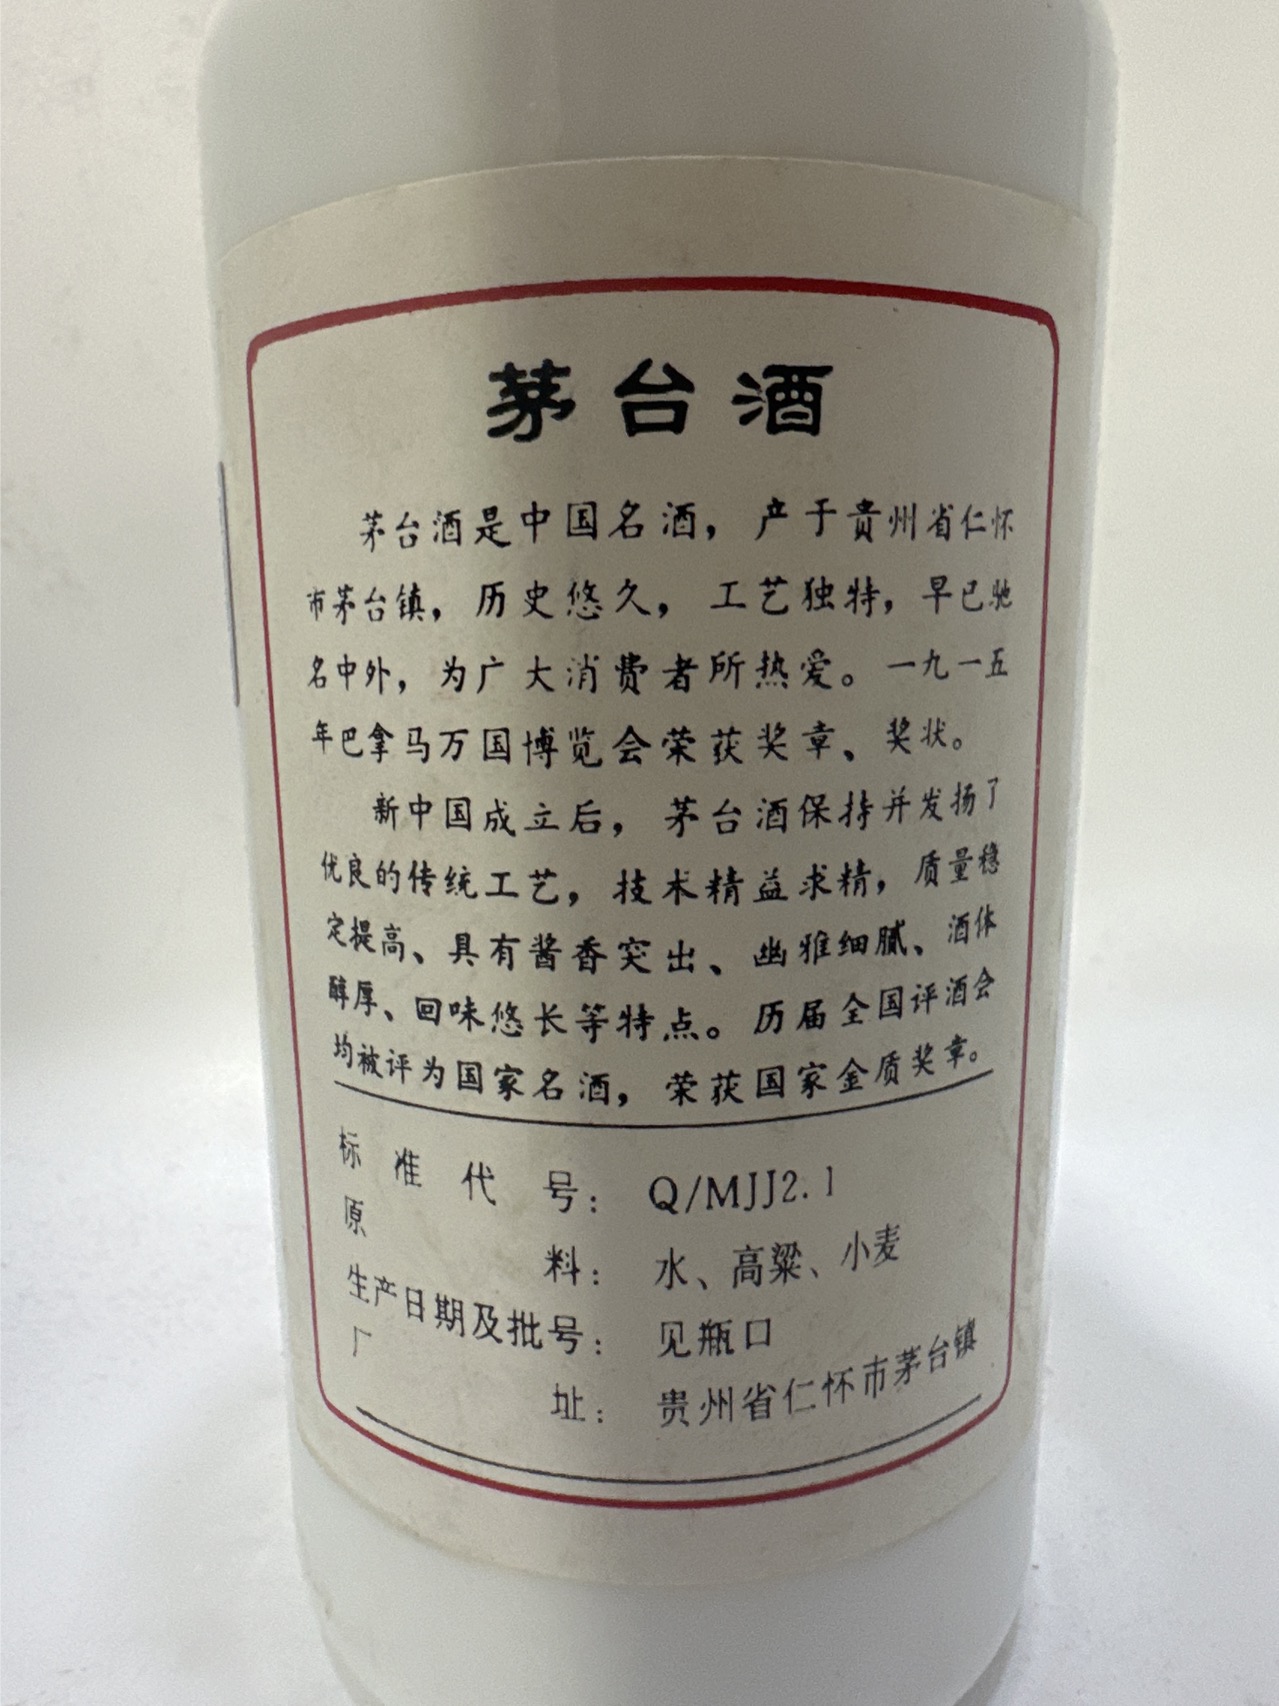 茅台酒
茅台酒是中国名酒，产于贵州省仁怀
市茅台镇，历史悠久，工艺独特，早已驰
名中外，为广大消费者所热爱。一九一五
年巴拿马万国博览会荣获奖章、奖状。
新中国成立后，茅台酒保持并发扬了
优良的传统工艺，技术精益求精，质量稳
定提高、具有酱香突出、幽雅细腻、酒体
醇厚、回味悠长等特点。历届全国评酒会
均被评为国家名酒，荣获国家金质奖章。
标准代号：Q/MJJ2.1
原料：水、高粱、小麦
生产日期及批号：见瓶口
厂址：贵州省仁怀市茅台镇